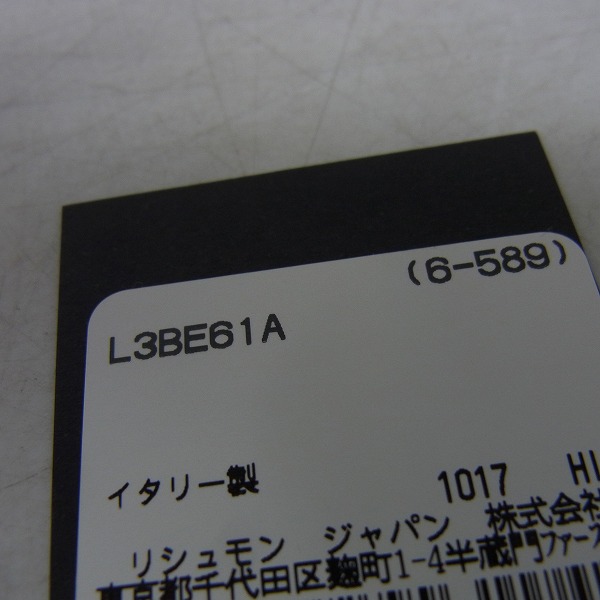 (6-589)
L3BE61A
イタリー製 1017 HI
リシュモン ジャパン 株式会社
東京都千代田区麹町1-4半蔵門ファース